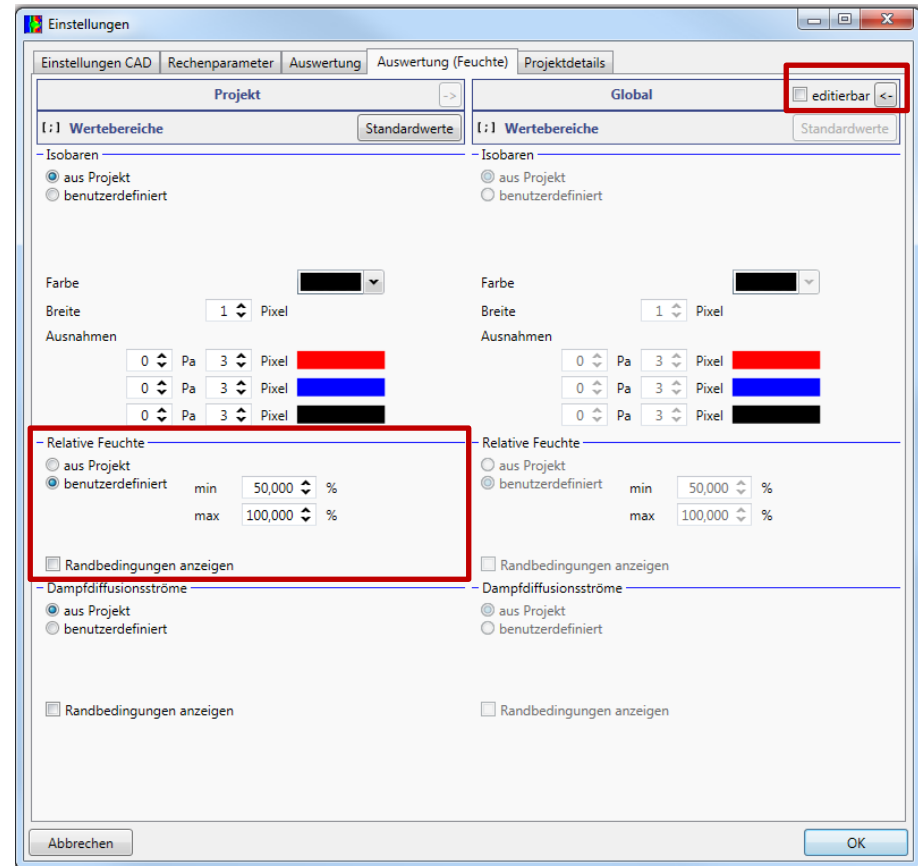 Einstellungen
Einstellungen CAD Rechenparameter Auswertung Auswertung (Feuchte) Projektdetails
Projekt -> Global editierbar <-
[;] Wertebereiche Standardwerte [;] Wertebereiche Standardwerte
Isobaren Isobaren
aus Projekt aus Projekt
benutzerdefiniert benutzerdefiniert
Farbe Farbe
Breite 1 Pixel Breite 1 Pixel
Ausnahmen Ausnahmen
0 Pa 3 Pixel 0 Pa 3 Pixel
0 Pa 3 Pixel 0 Pa 3 Pixel
0 Pa 3 Pixel 0 Pa 3 Pixel
Relative Feuchte Relative Feuchte
aus Projekt aus Projekt
benutzerdefiniert min 50,000 % benutzerdefiniert min 50,000 %
max 100,000 % max 100,000 %
Randbedingungen anzeigen Randbedingungen anzeigen
Dampfdiffusionsströme Dampfdiffusionsströme
aus Projekt aus Projekt
benutzerdefiniert benutzerdefiniert
Randbedingungen anzeigen Randbedingungen anzeigen
Abbrechen OK